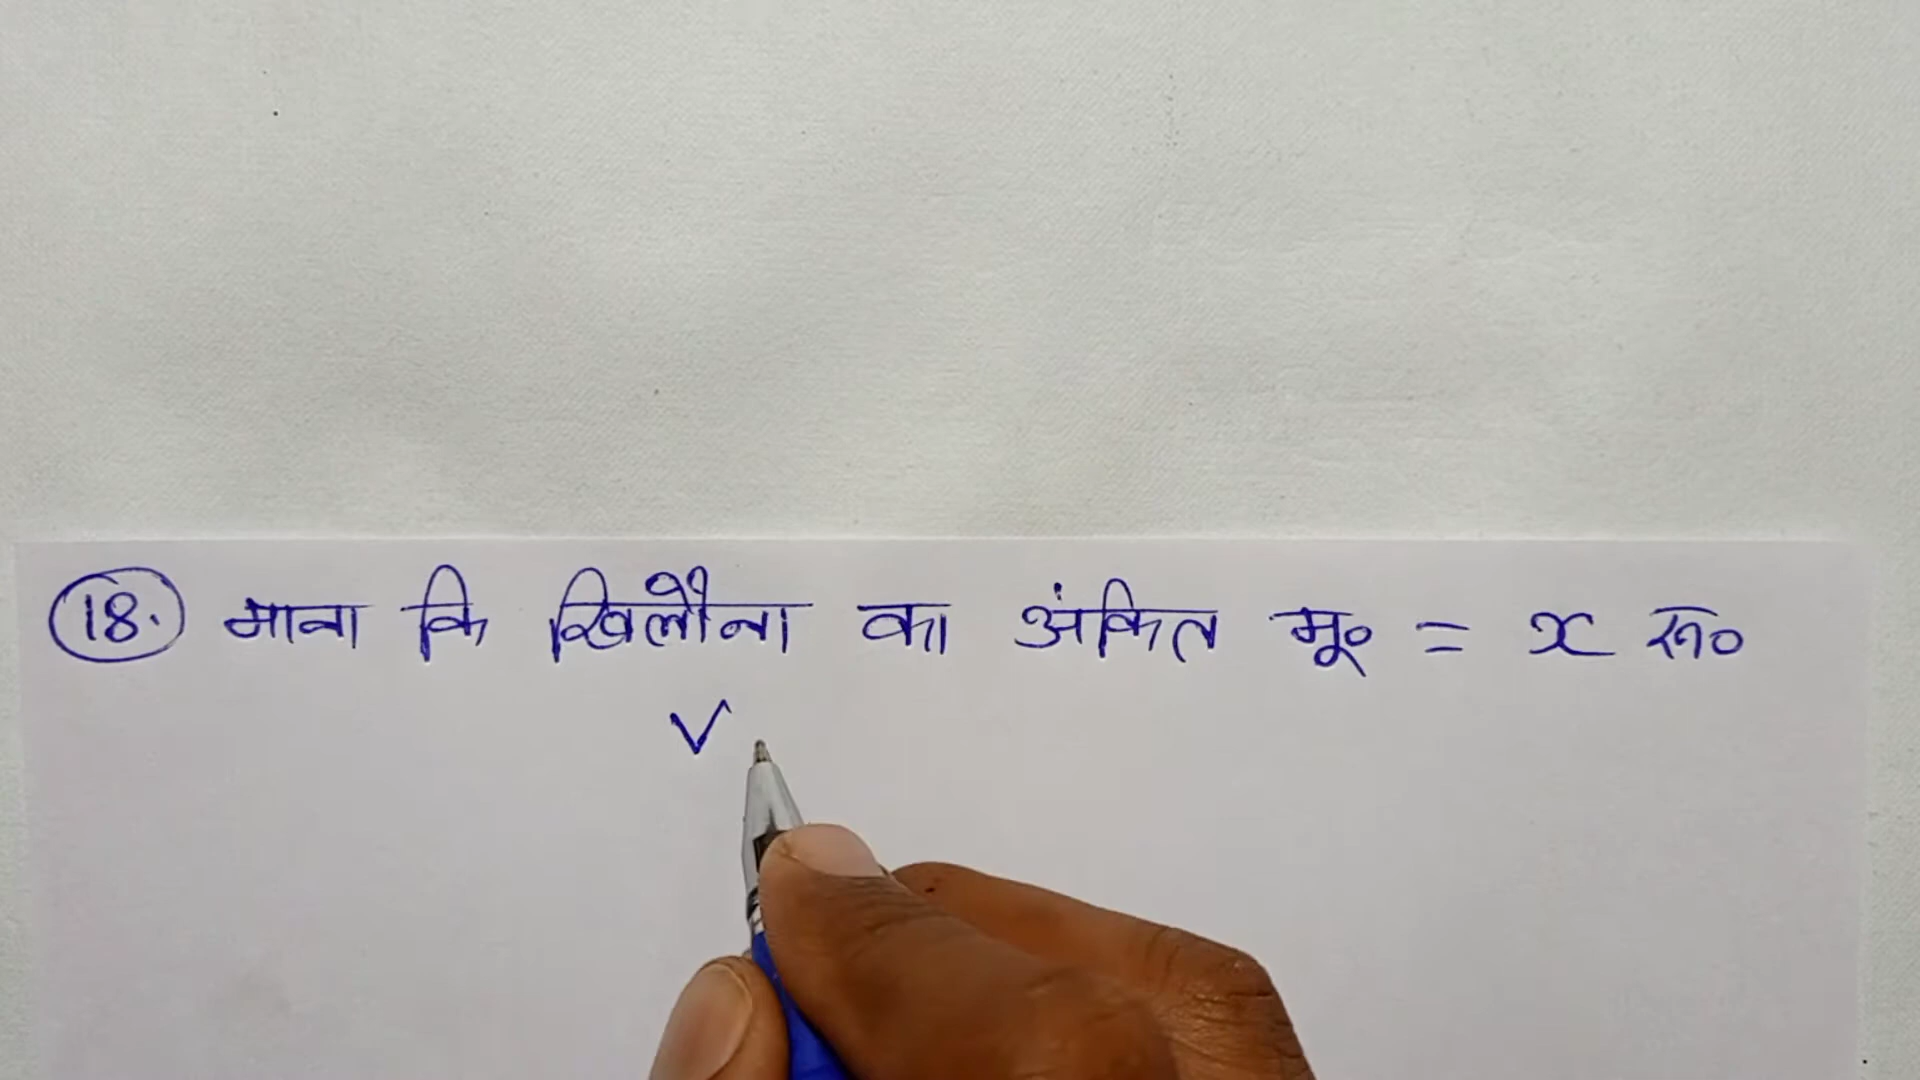 18. माना कि खिलौना का अंकित मू० = x रू०
V